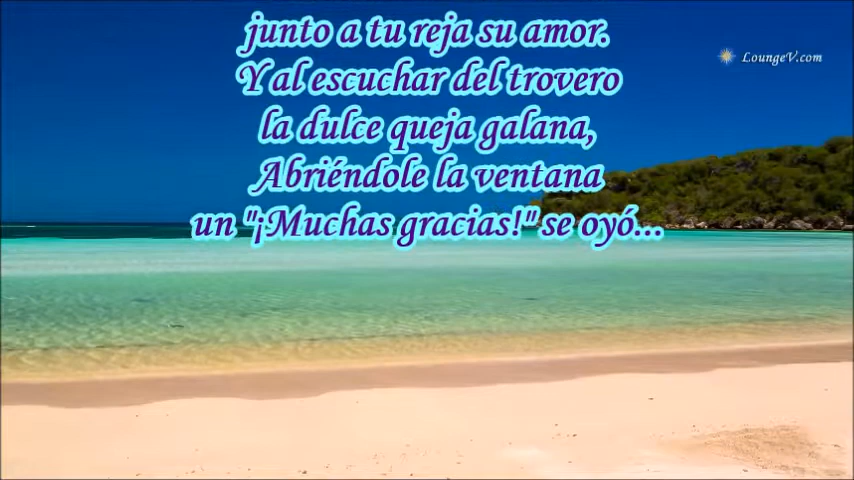 junto a tu reja su amor.
LoungeV.com
Y al escuchar del trovero
la dulce queja galana,
Abriéndole la ventana
un "¡Muchas gracias!" se oyó...